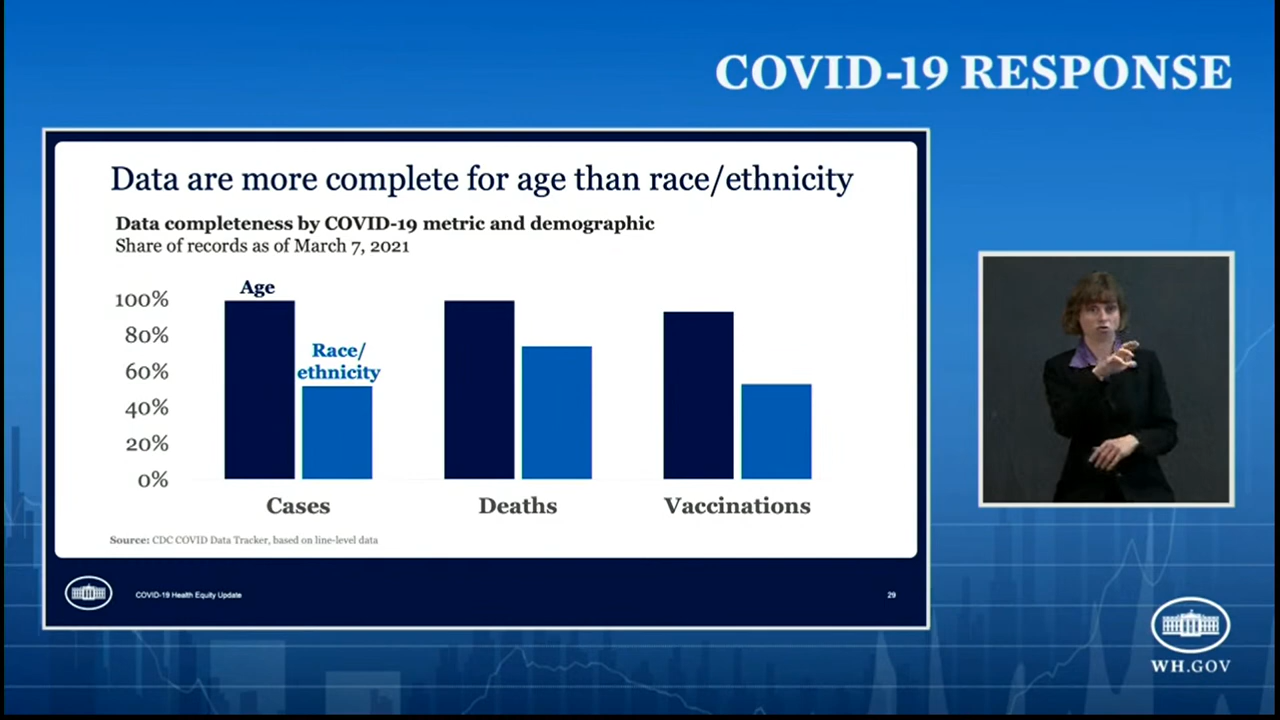 COVID-19 RESPONSE
Data are more complete for age than race/ethnicity
Data completeness by COVID-19 metric and demographic
Share of records as of March 7, 2021
Age
Race/
ethnicity
100%
80%
60%
40%
20%
0%
Cases
Deaths
Vaccinations
Source: CDC COVID Data Tracker, based on line-level data
COVID-19 Health Equity Update
29
WH.GOV